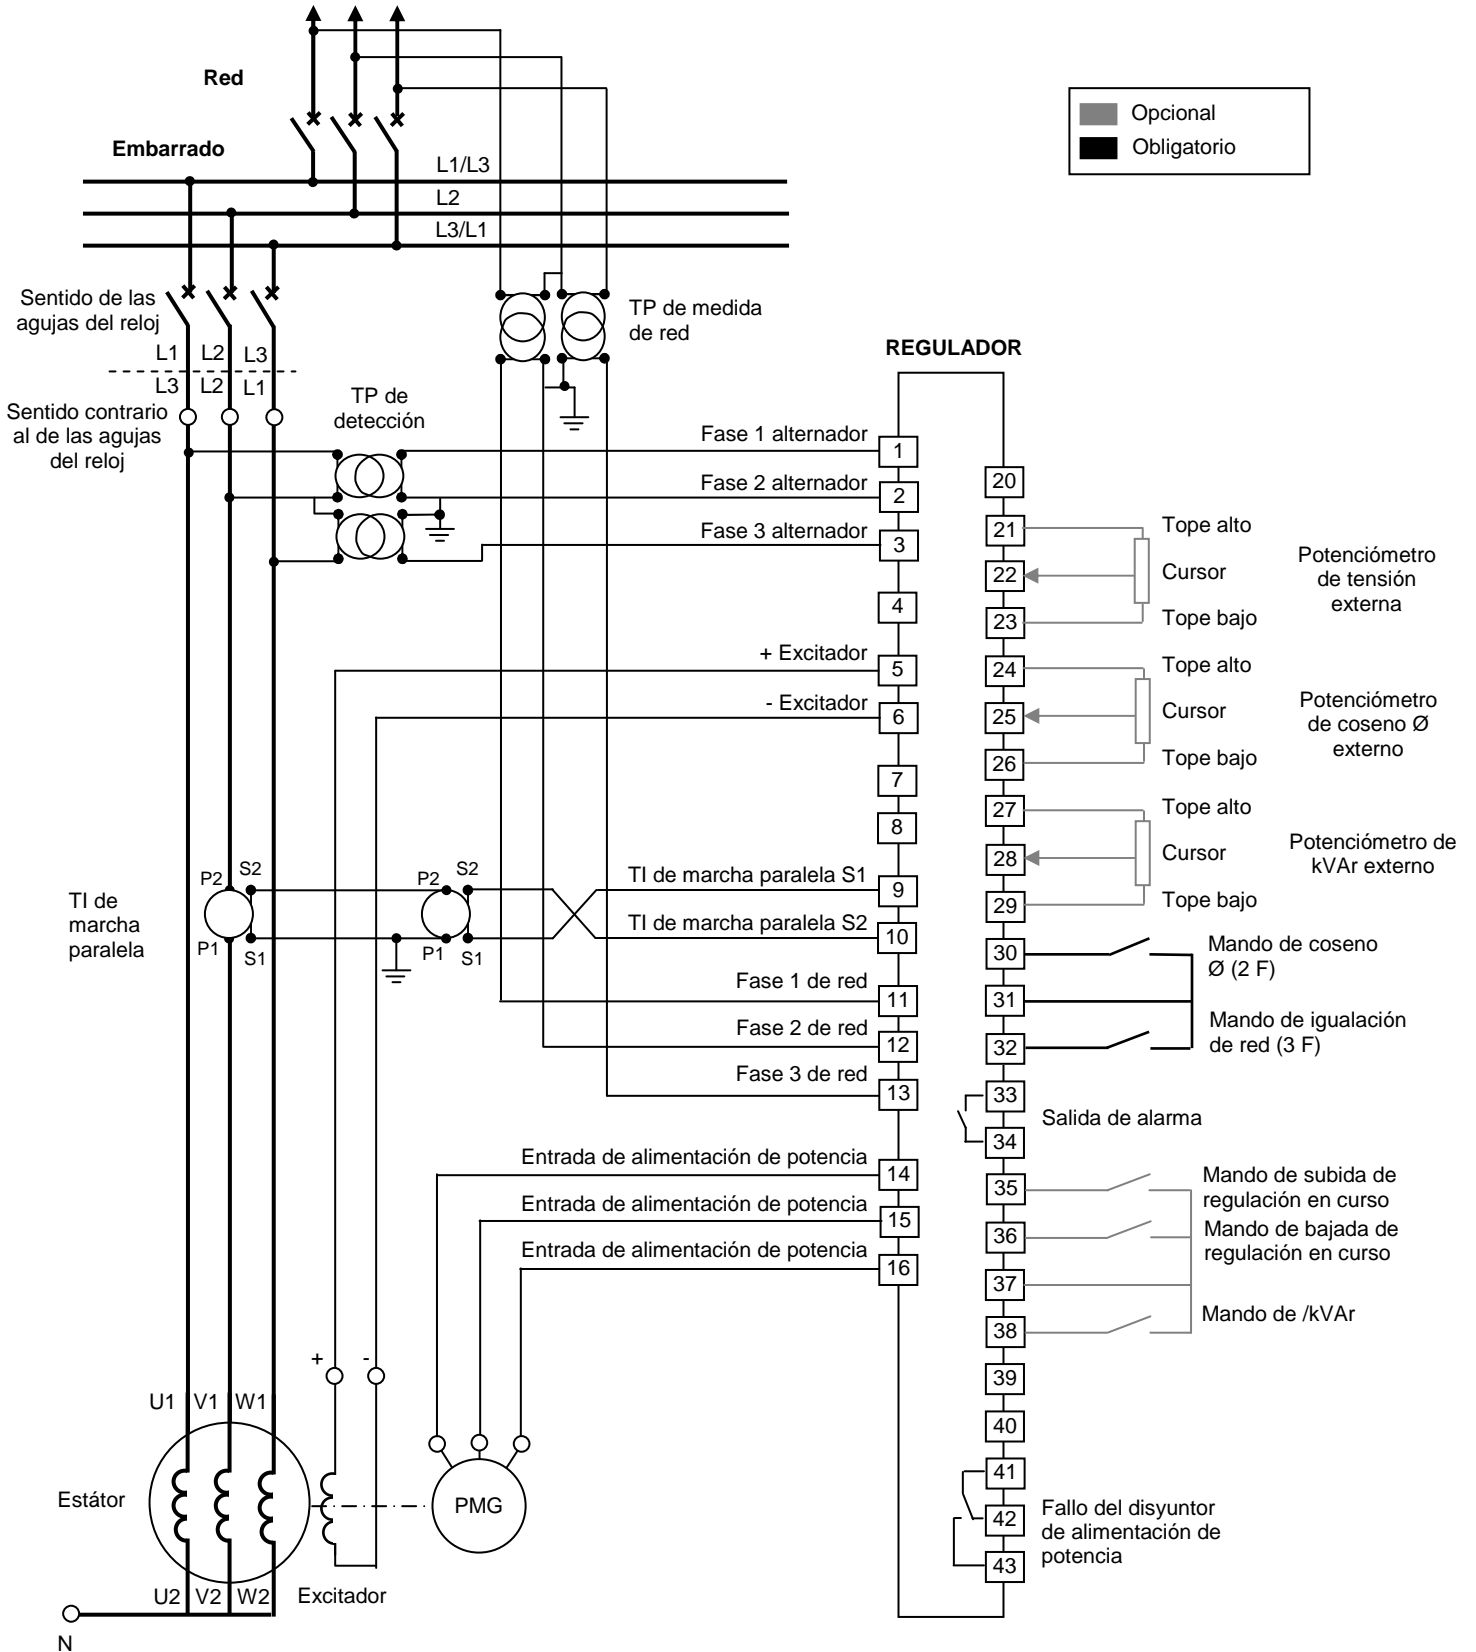 Red
Opcional
Obligatorio
Embarrado
L1/L3
L2
L3/L1
Sentido de las
agujas del reloj
TP de medida
de red
L1
L2
L3
L3
L2
L1
Sentido contrario
al de las agujas
del reloj
TP de
detección
REGULADOR
Fase 1 alternador
1
Fase 2 alternador
2
Fase 3 alternador
3
4
+ Excitador
5
- Excitador
6
7
8
TI de
marcha
paralela
P2
S2
P1
S1
P2
S2
P1
S1
TI de marcha paralela S1
9
TI de marcha paralela S2
10
Fase 1 de red
11
Fase 2 de red
12
Fase 3 de red
13
Entrada de alimentación de potencia
14
Entrada de alimentación de potencia
15
Entrada de alimentación de potencia
16
20
21
Tope alto
22
Cursor
23
Tope bajo
Potenciómetro
de tensión
externa
24
Tope alto
25
Cursor
26
Tope bajo
Potenciómetro
de coseno Ø
externo
27
Tope alto
28
Cursor
29
Tope bajo
Potenciómetro de
kVAr externo
30
Mando de coseno
Ø (2 F)
31
32
Mando de igualación
de red (3 F)
33
34
Salida de alarma
35
Mando de subida de
regulación en curso
36
Mando de bajada de
regulación en curso
37
38
Mando de /kVAr
39
40
41
42
43
Fallo del disyuntor
de alimentación de
potencia
+
-
U1
V1
W1
Estátor
PMG
U2
V2
W2
Excitador
N